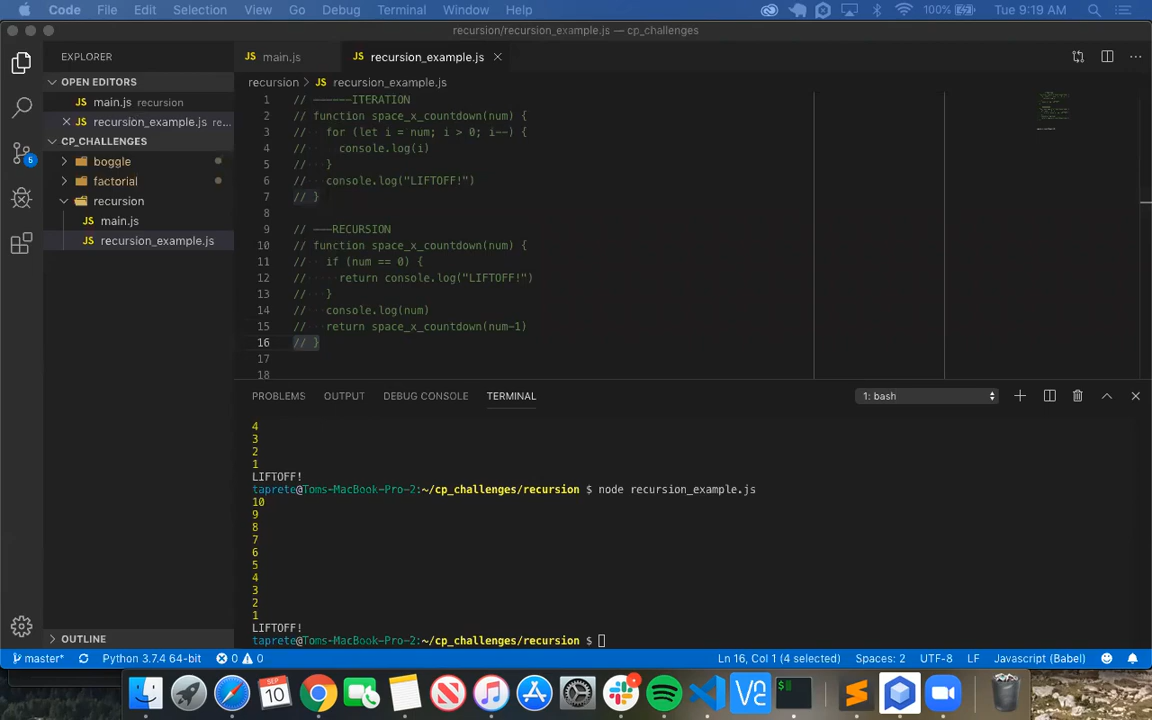 Code File Edit Selection View Go Debug Terminal Window Help 100% Tue 9:19 AM
recursion/recursion_example.js — cp_challenges
EXPLORER
main.js
recursion_example.js
OPEN EDITORS
main.js recursion
recursion_example.js re...
CP_CHALLENGES
boggle
factorial
recursion
main.js
recursion_example.js
OUTLINE
5
recursion > recursion_example.js
1 // ——————ITERATION
2 // function space_x_countdown(num) {
3 // for (let i = num; i > 0; i--) {
4 // console.log(i)
5 // }
6 // console.log("LIFTOFF!")
7 // }
8
9 // ———RECURSION
10 // function space_x_countdown(num) {
11 // if (num == 0) {
12 // return console.log("LIFTOFF!")
13 // }
14 // console.log(num)
15 // return space_x_countdown(num-1)
16 // }
17
18
PROBLEMS OUTPUT DEBUG CONSOLE TERMINAL 1: bash
4
3
2
1
LIFTOFF!
taprete@Toms-MacBook-Pro-2:~/cp_challenges/recursion $ node recursion_example.js
10
9
8
7
6
5
4
3
2
1
LIFTOFF!
taprete@Toms-MacBook-Pro-2:~/cp_challenges/recursion $
master* Python 3.7.4 64-bit 0 0 Ln 16, Col 1 (4 selected) Spaces: 2 UTF-8 LF Javascript (Babel)
SEP
10
VE
$